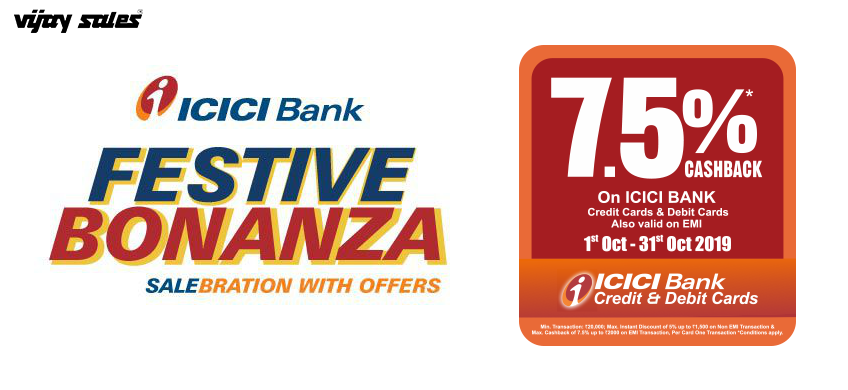 vijay sales
ICICI Bank
FESTIVE
BONANZA
SALEBRATION WITH OFFERS
7.5%*
CASHBACK
On ICICI BANK
Credit Cards & Debit Cards
Also valid on EMI
1st Oct - 31st Oct 2019
ICICI Bank
Credit & Debit Cards
Min. Transaction: ₹20,000; Max. Instant Discount of 5% up to ₹1,500 on Non EMI Transaction &
Max. Cashback of 7.5% up to ₹2000 on EMI Transaction, Per Card One Transaction *Conditions apply.